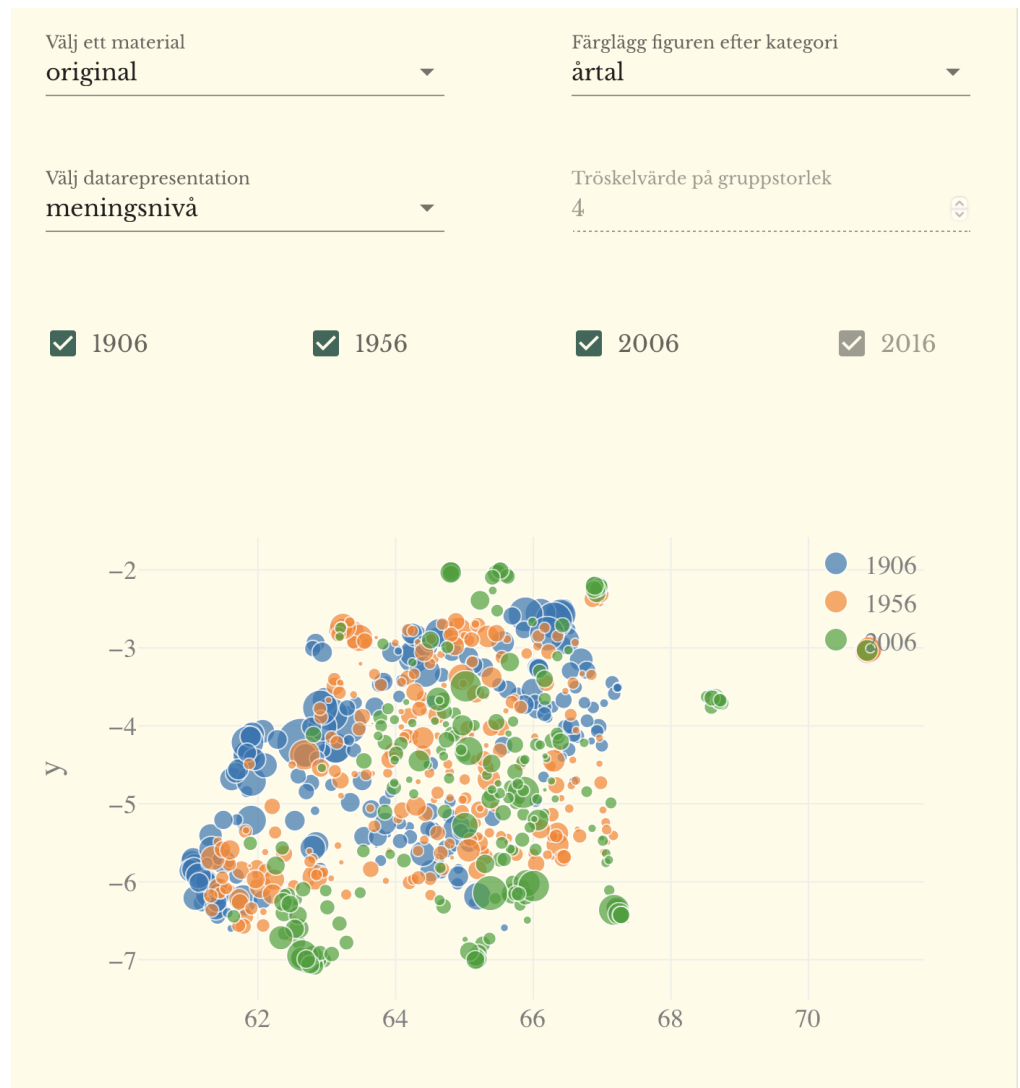 Välj ett material
original
Färglägg figuren efter kategori
årtal
Välj datarepresentation
meningsnivå
Tröskelvärde på gruppstorlek
4
1906
1956
2006
2016
−2
−3
−4
−5
−6
−7
y
62
64
66
68
70
1906
1956
2006